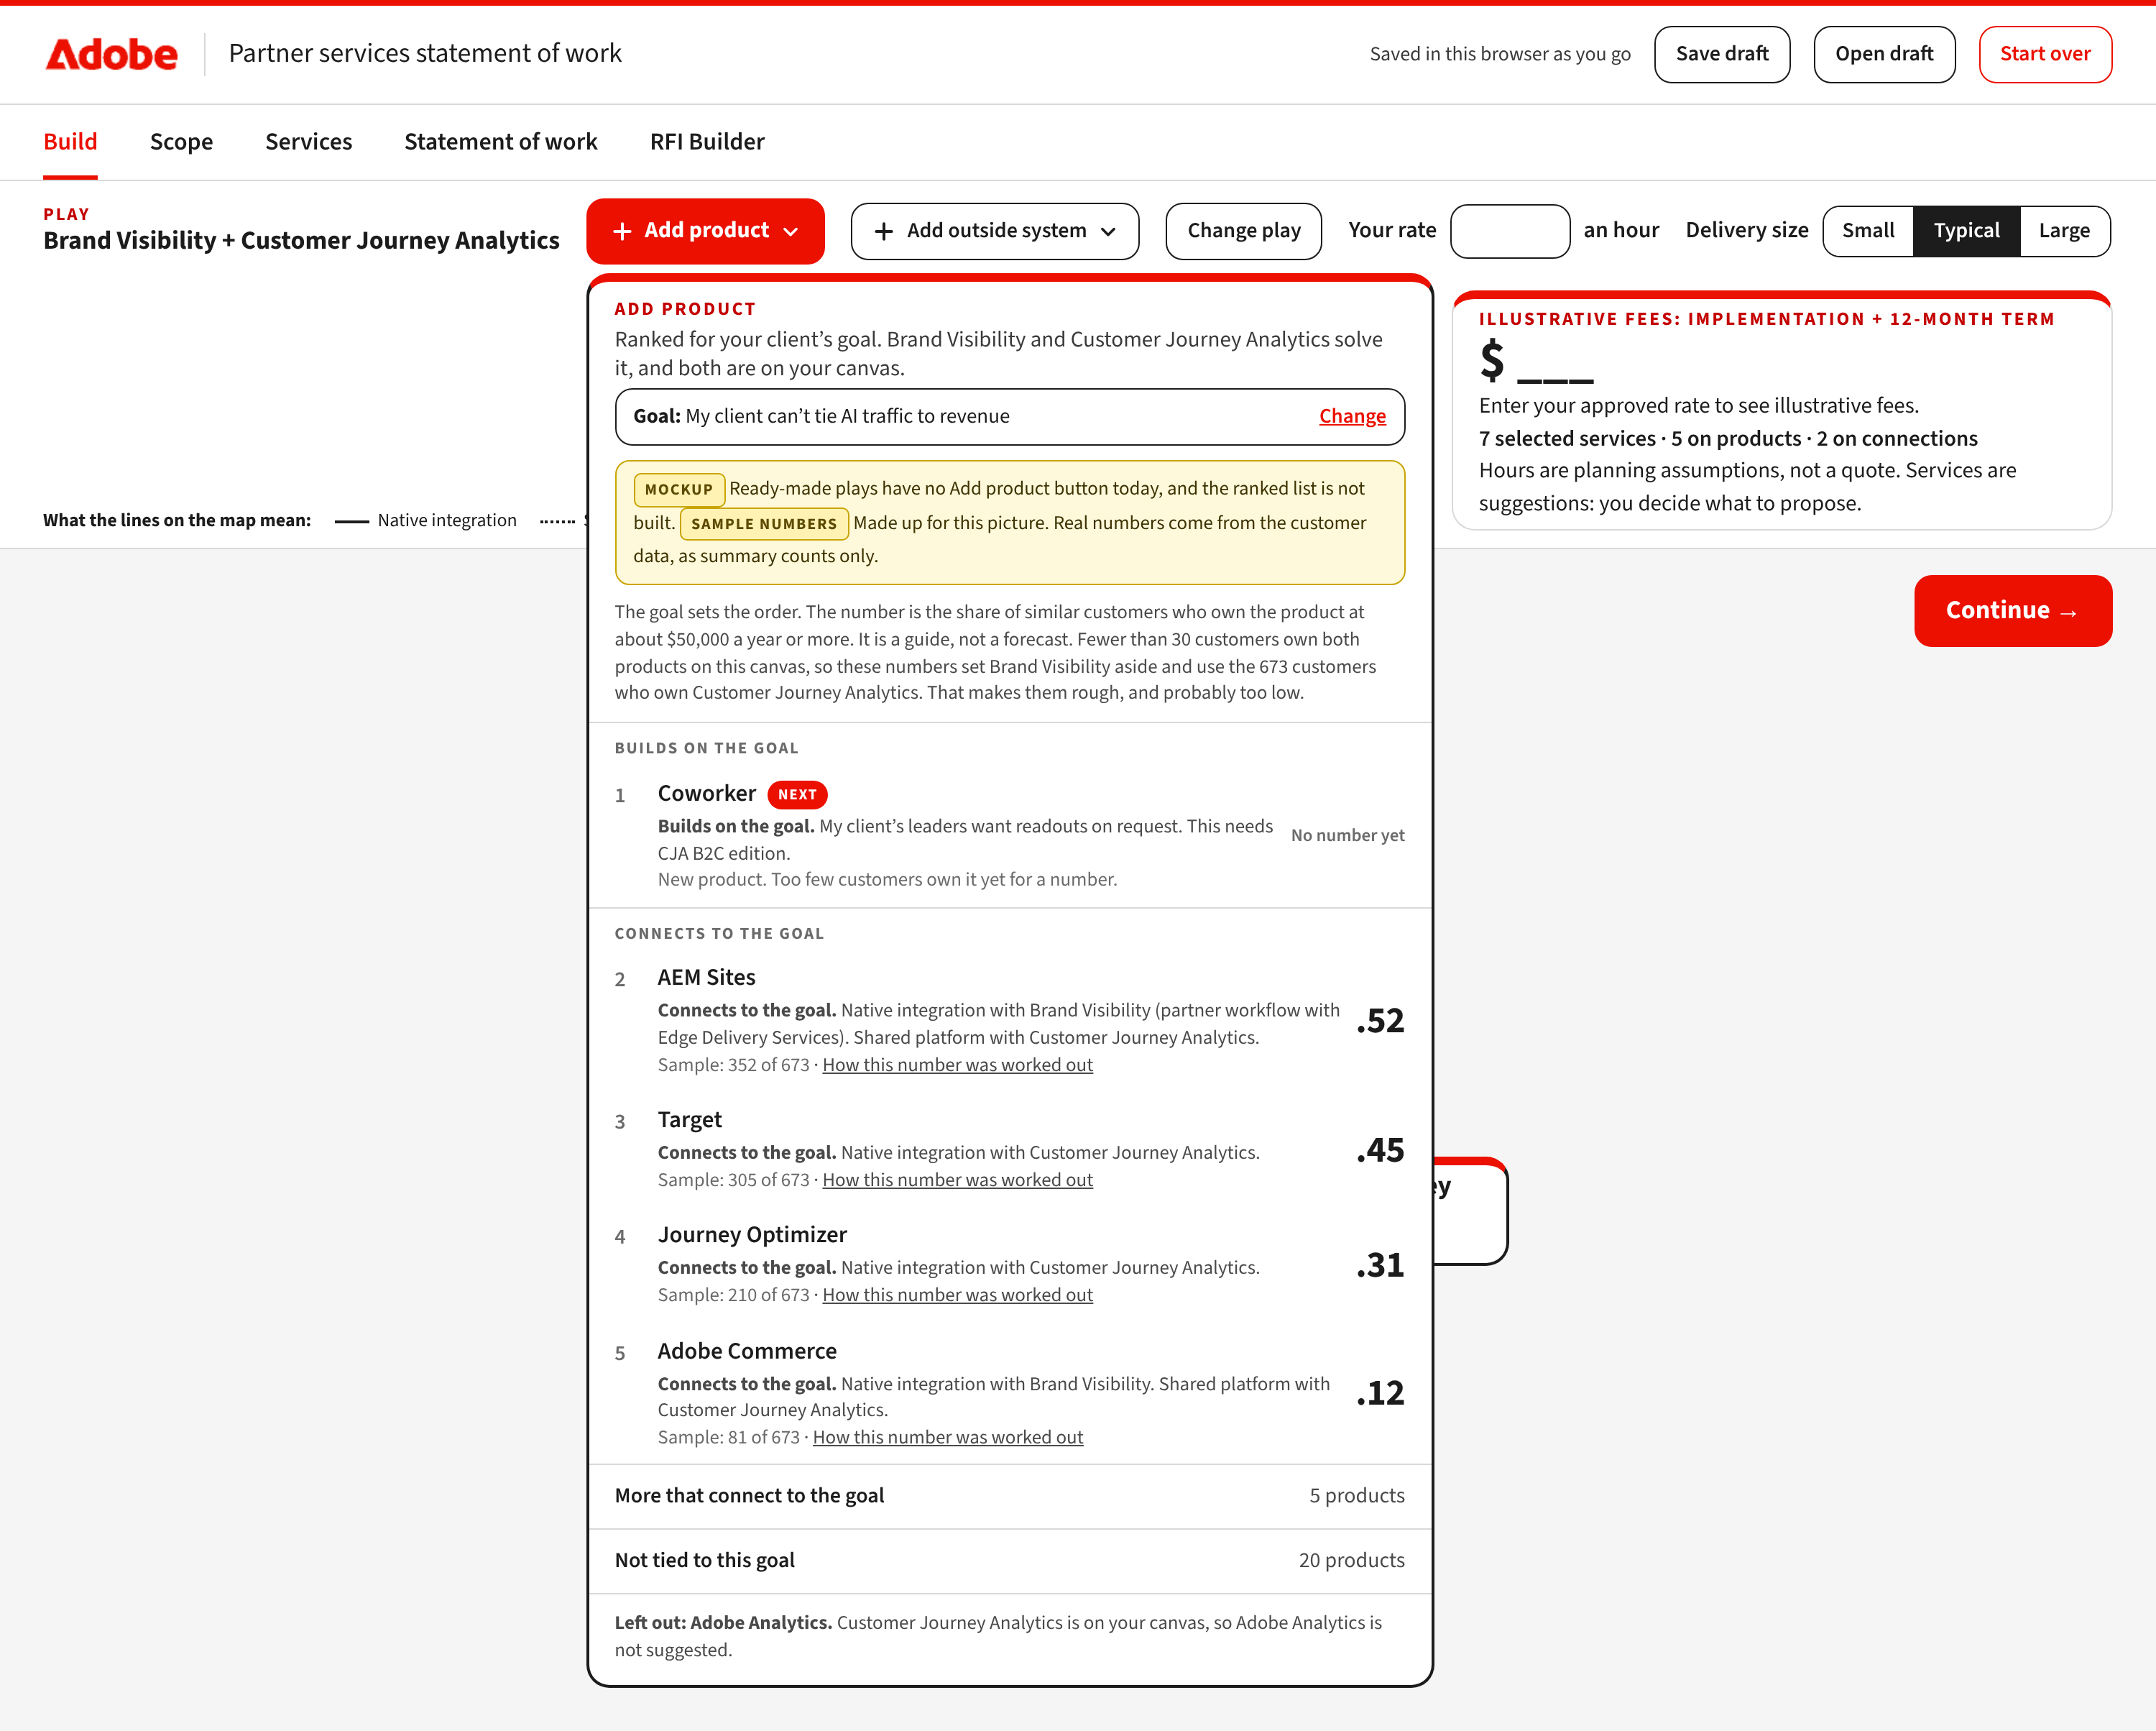 Adobe
Partner services statement of work
Saved in this browser as you go
Save draft
Open draft
Start over
Build
Scope
Services
Statement of work
RFI Builder
PLAY
Brand Visibility + Customer Journey Analytics
+ Add product
+ Add outside system
Change play
Your rate
an hour
Delivery size
Small
Typical
Large
ADD PRODUCT
Ranked for your client’s goal. Brand Visibility and Customer Journey Analytics solve
it, and both are on your canvas.
Goal: My client can’t tie AI traffic to revenue
Change
MOCKUP Ready-made plays have no Add product button today, and the ranked list is not
built. SAMPLE NUMBERS Made up for this picture. Real numbers come from the customer
data, as summary counts only.
The goal sets the order. The number is the share of similar customers who own the product at
about $50,000 a year or more. It is a guide, not a forecast. Fewer than 30 customers own both
products on this canvas, so these numbers set Brand Visibility aside and use the 673 customers
who own Customer Journey Analytics. That makes them rough, and probably too low.
ILLUSTRATIVE FEES: IMPLEMENTATION + 12-MONTH TERM
$ ___
Enter your approved rate to see illustrative fees.
7 selected services · 5 on products · 2 on connections
Hours are planning assumptions, not a quote. Services are
suggestions: you decide what to propose.
What the lines on the map mean:
Native integration
Continue →
BUILDS ON THE GOAL
1
Coworker NEXT
Builds on the goal. My client’s leaders want readouts on request. This needs
CJA B2C edition.
New product. Too few customers own it yet for a number.
No number yet
CONNECTS TO THE GOAL
2
AEM Sites
Connects to the goal. Native integration with Brand Visibility (partner workflow with
Edge Delivery Services). Shared platform with Customer Journey Analytics.
Sample: 352 of 673 · How this number was worked out
.52
3
Target
Connects to the goal. Native integration with Customer Journey Analytics.
Sample: 305 of 673 · How this number was worked out
.45
4
Journey Optimizer
Connects to the goal. Native integration with Customer Journey Analytics.
Sample: 210 of 673 · How this number was worked out
.31
5
Adobe Commerce
Connects to the goal. Native integration with Brand Visibility. Shared platform with
Customer Journey Analytics.
Sample: 81 of 673 · How this number was worked out
.12
More that connect to the goal
5 products
Not tied to this goal
20 products
Left out: Adobe Analytics. Customer Journey Analytics is on your canvas, so Adobe Analytics is
not suggested.